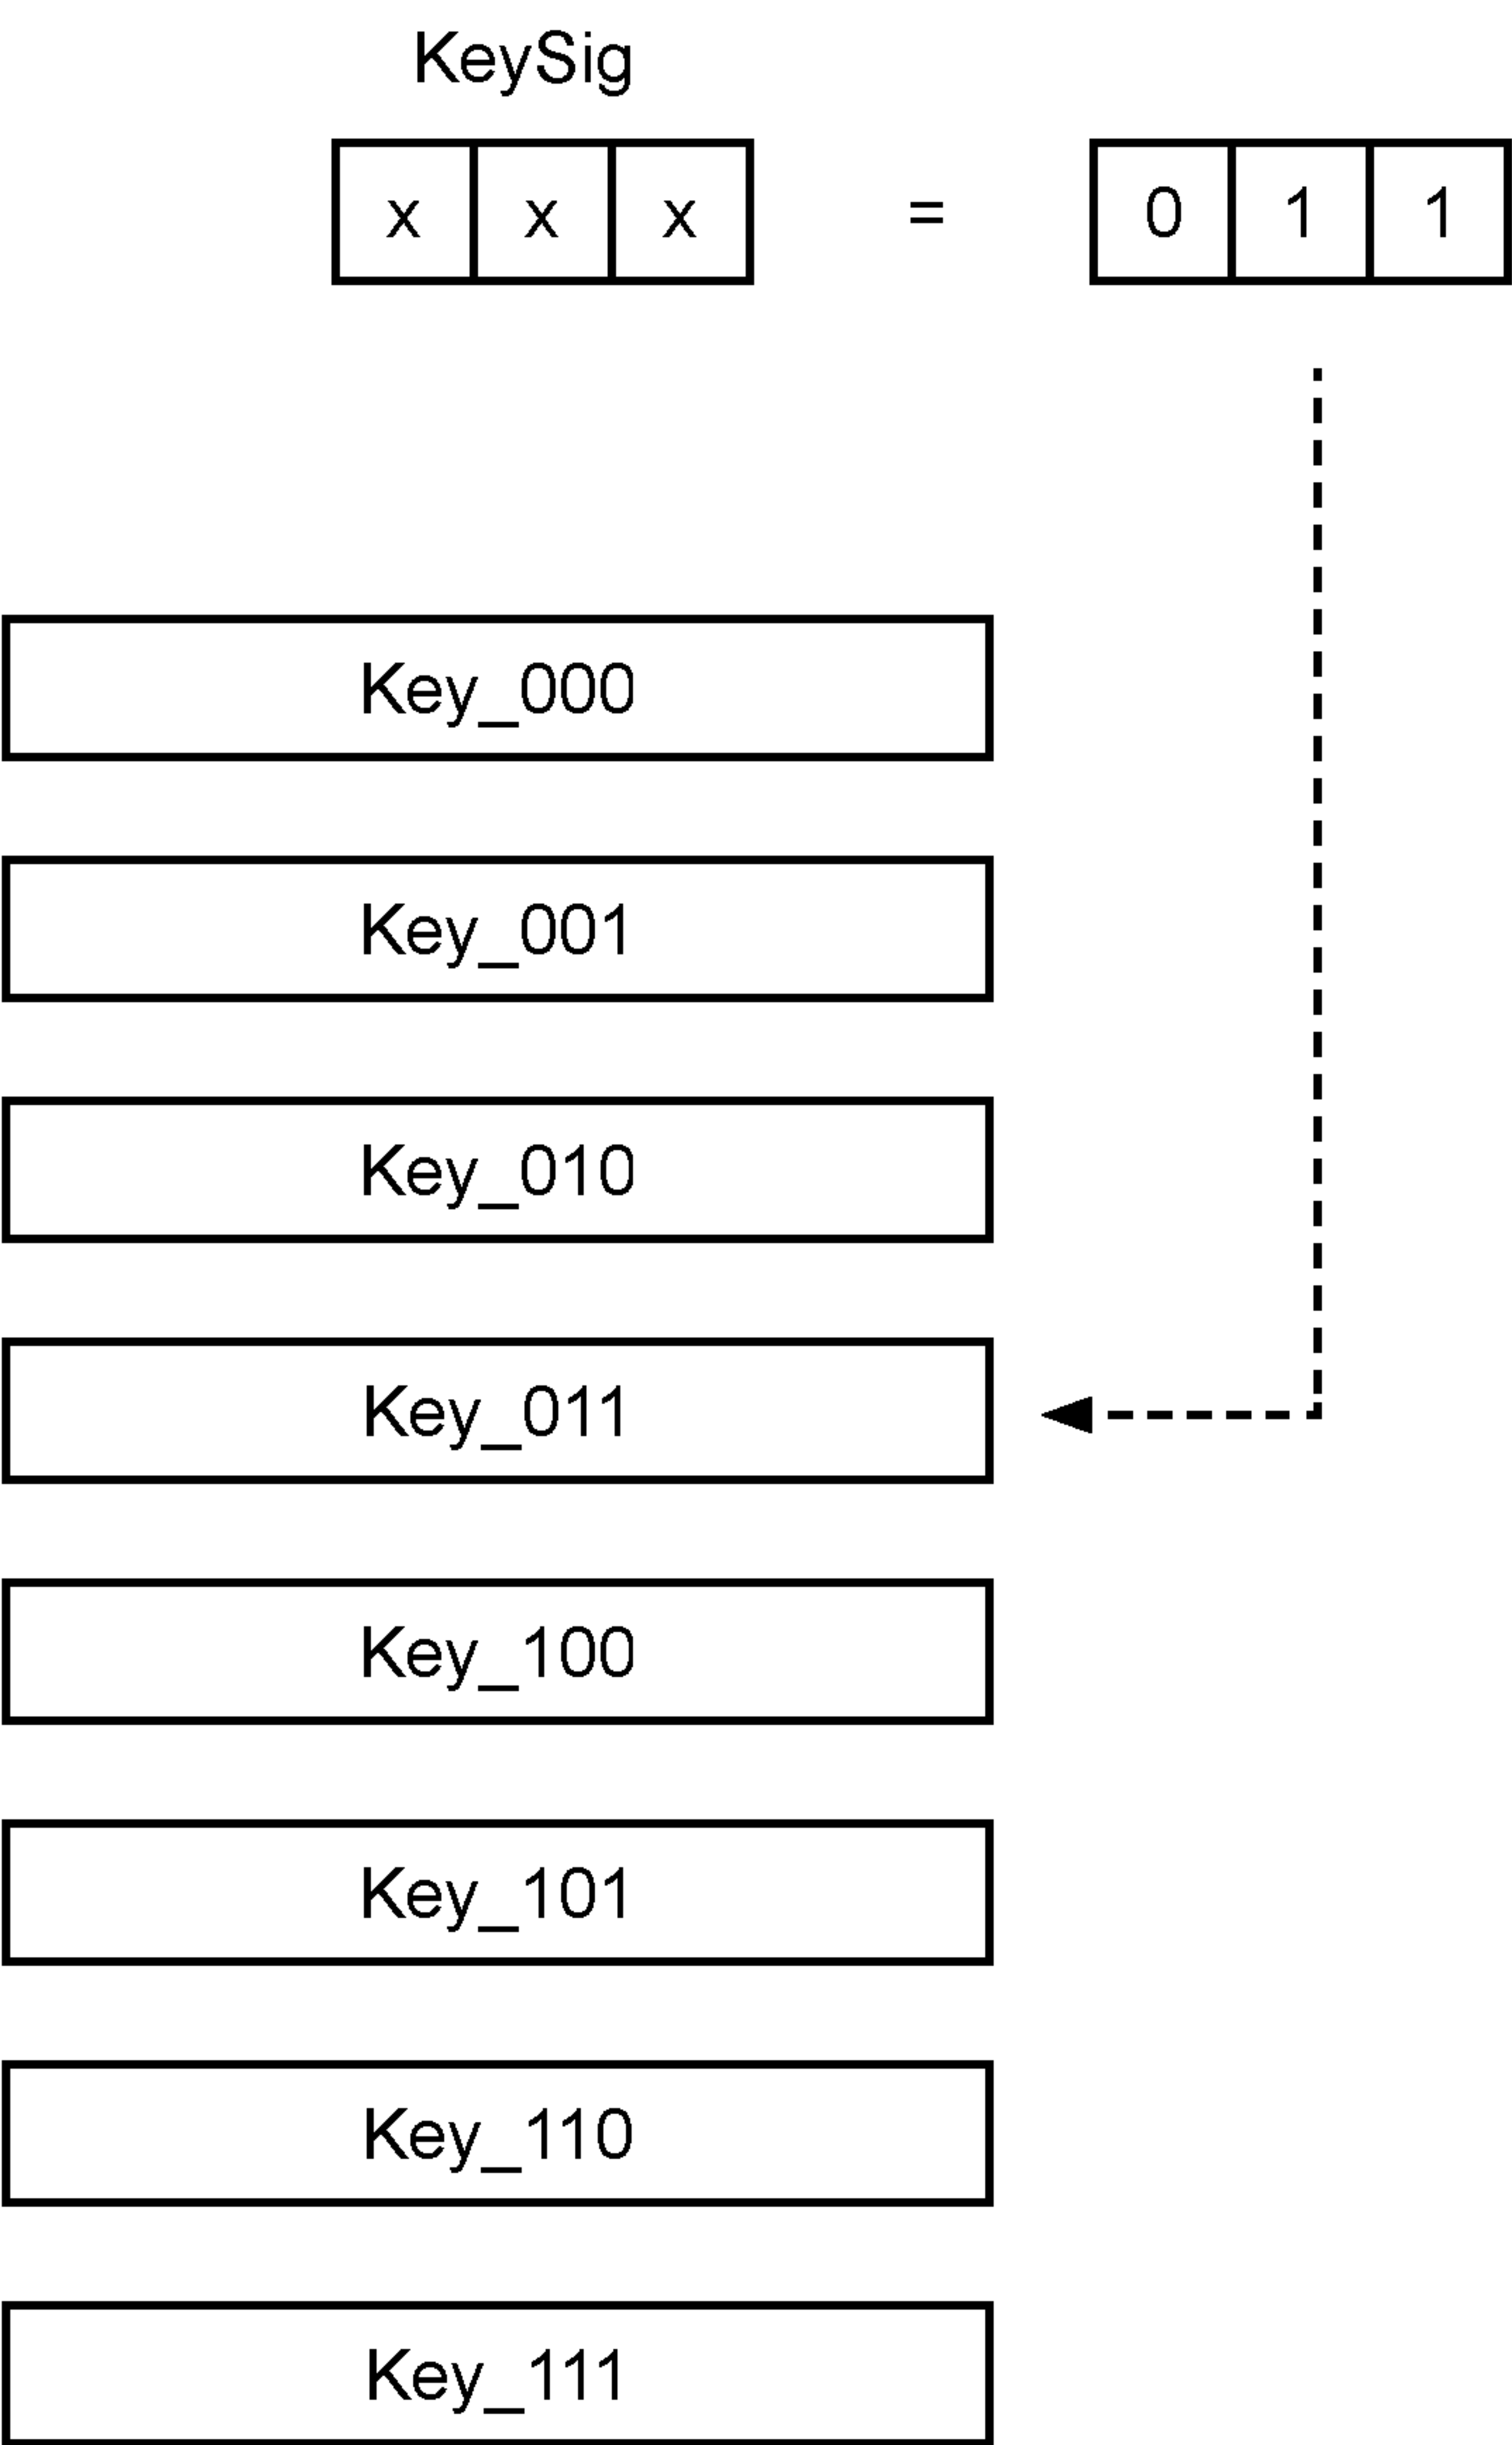 KeySig
x x x = 0 1 1
Key_000
Key_001
Key_010
Key_011
Key_100
Key_101
Key_110
Key_111